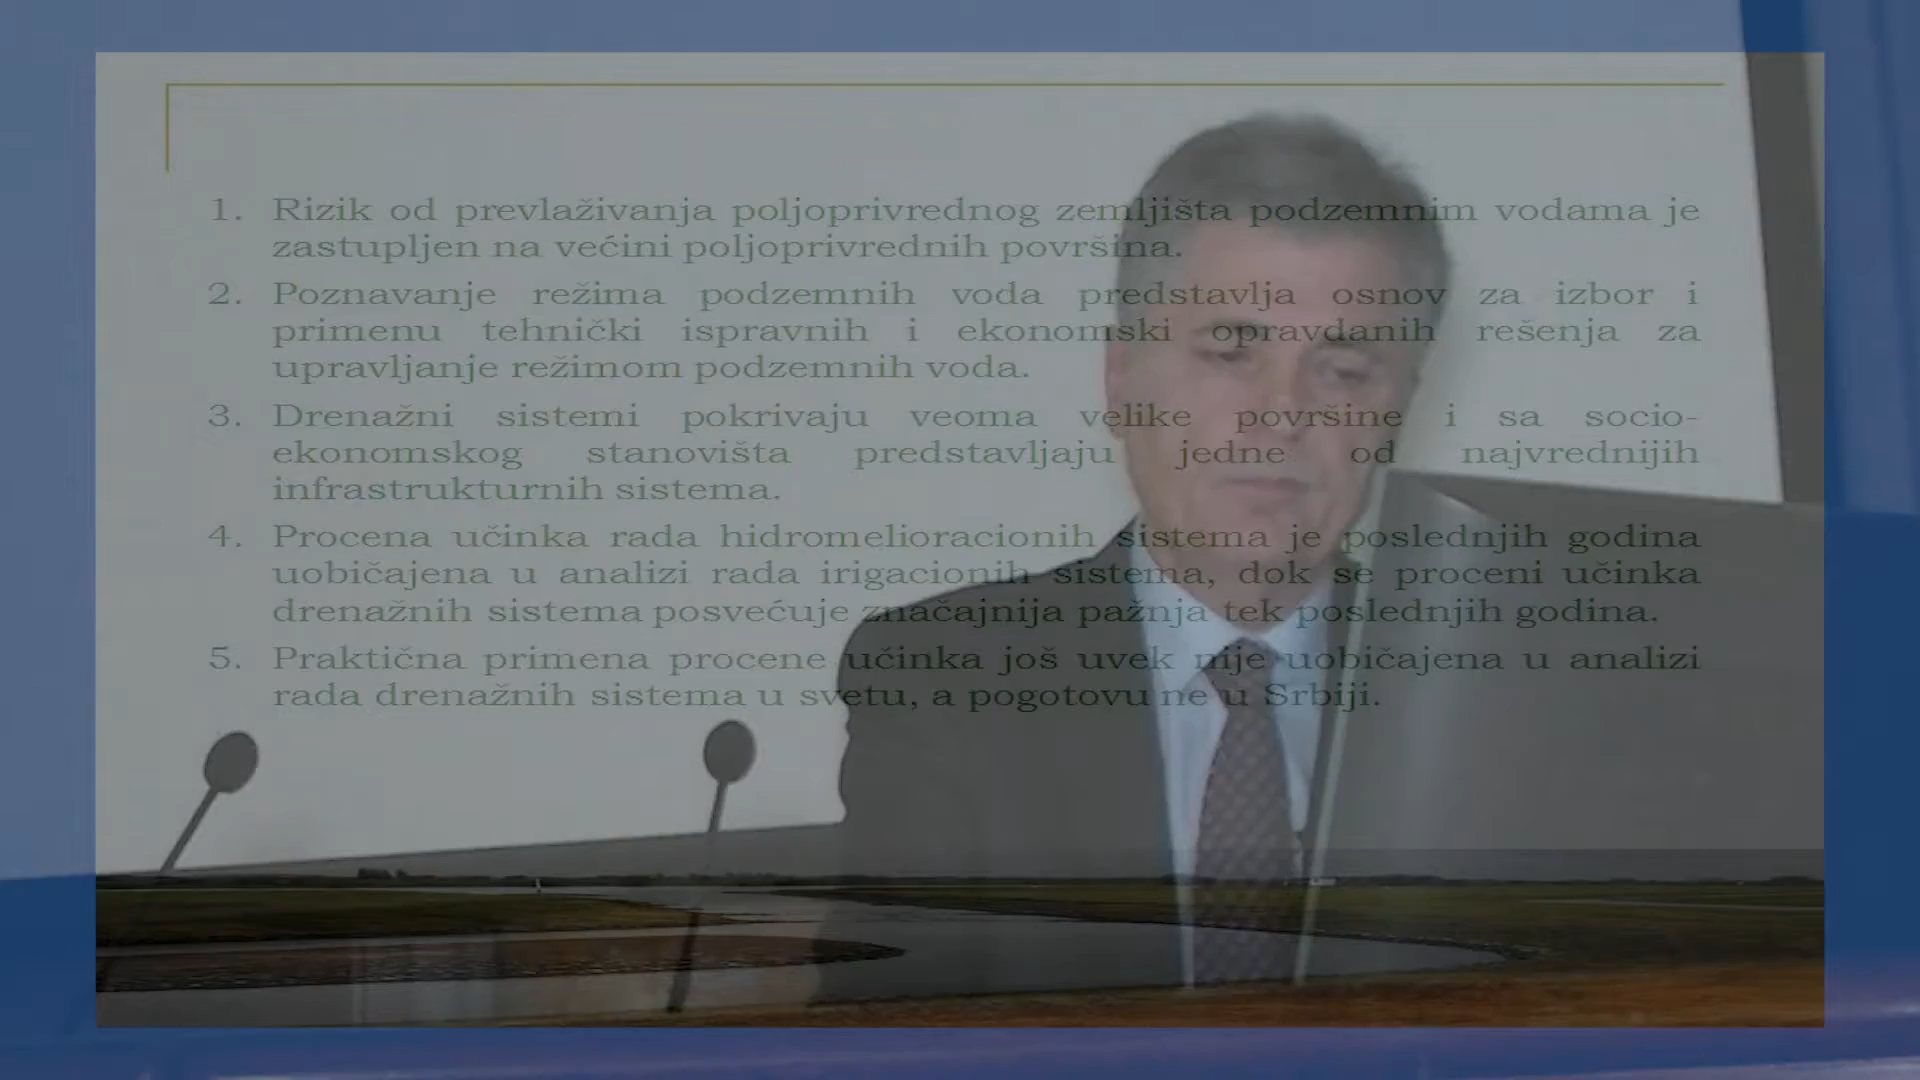 1. Rizik od prevlaživanja poljoprivrednog zemljišta podzemnim vodama je
zastupljen na većini poljoprivrednih površina.
2. Poznavanje režima podzemnih voda predstavlja osnov za izbor i
primenu tehnički ispravnih i ekonomski opravdanih rešenja za
upravljanje režimom podzemnih voda.
3. Drenažni sistemi pokrivaju veoma velike površine i sa socio-
ekonomskog stanovišta predstavljaju jedne od najvrednijih
infrastrukturnih sistema.
4. Procena učinka rada hidromelioracionih sistema je poslednjih godina
uobičajena u analizi rada irigacionih sistema, dok se proceni učinka
drenažnih sistema posvećuje značajnija pažnja tek poslednjih godina.
5. Praktična primena procene učinka još uvek nije uobičajena u analizi
rada drenažnih sistema u svetu, a pogotovu ne u Srbiji.